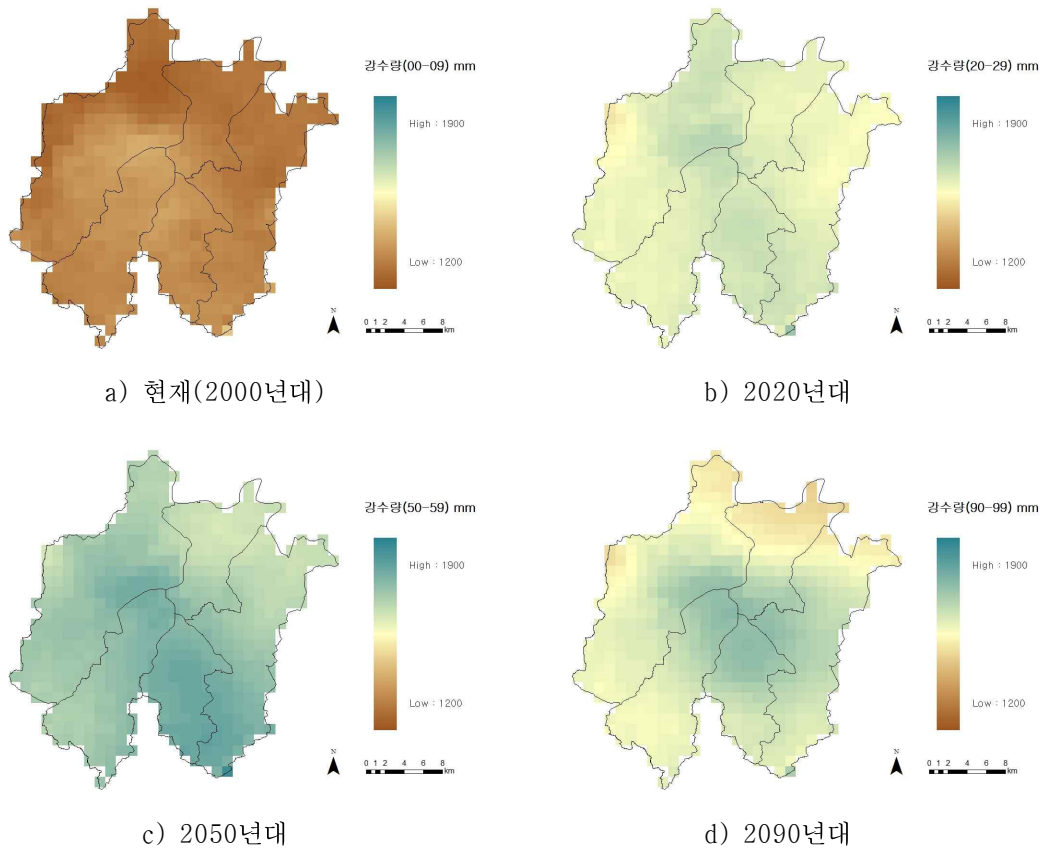 강수량(00-09) mm
High : 1900
Low : 1200
N
0 1 2 4 6 8
km
a) 현재(2000년대)
강수량(20-29) mm
High : 1900
Low : 1200
N
0 1 2 4 6 8
km
b) 2020년대
강수량(50-59) mm
High : 1900
Low : 1200
N
0 1 2 4 6 8
km
c) 2050년대
강수량(90-99) mm
High : 1900
Low : 1200
N
0 1 2 4 6 8
km
d) 2090년대